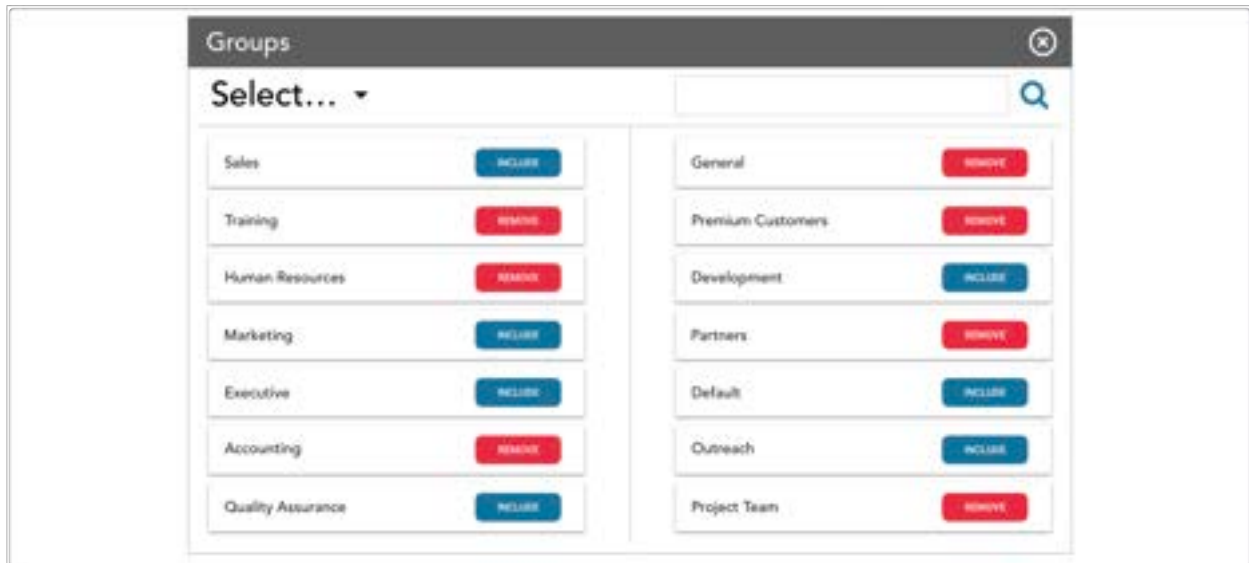 Groups
Select...
Sales INCLUDE
Training REMOVE
Human Resources REMOVE
Marketing INCLUDE
Executive INCLUDE
Accounting REMOVE
Quality Assurance INCLUDE
General REMOVE
Premium Customers REMOVE
Development INCLUDE
Partners REMOVE
Default INCLUDE
Outreach INCLUDE
Project Team REMOVE